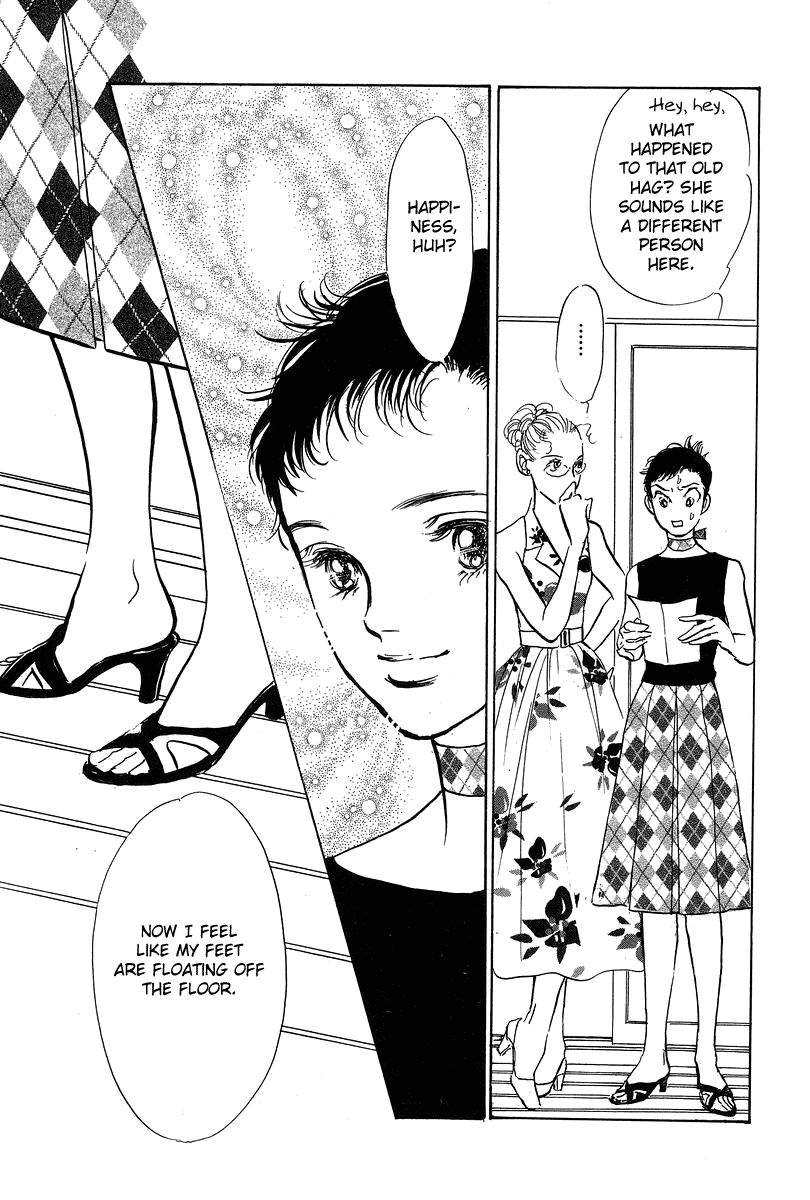 Hey, hey,
WHAT
HAPPENED
TO THAT OLD
HAG? SHE
SOUNDS LIKE
A DIFFERENT
PERSON
HERE.
......
HAPPI-
NESS,
HUH?
NOW I FEEL
LIKE MY FEET
ARE FLOATING OFF
THE FLOOR.